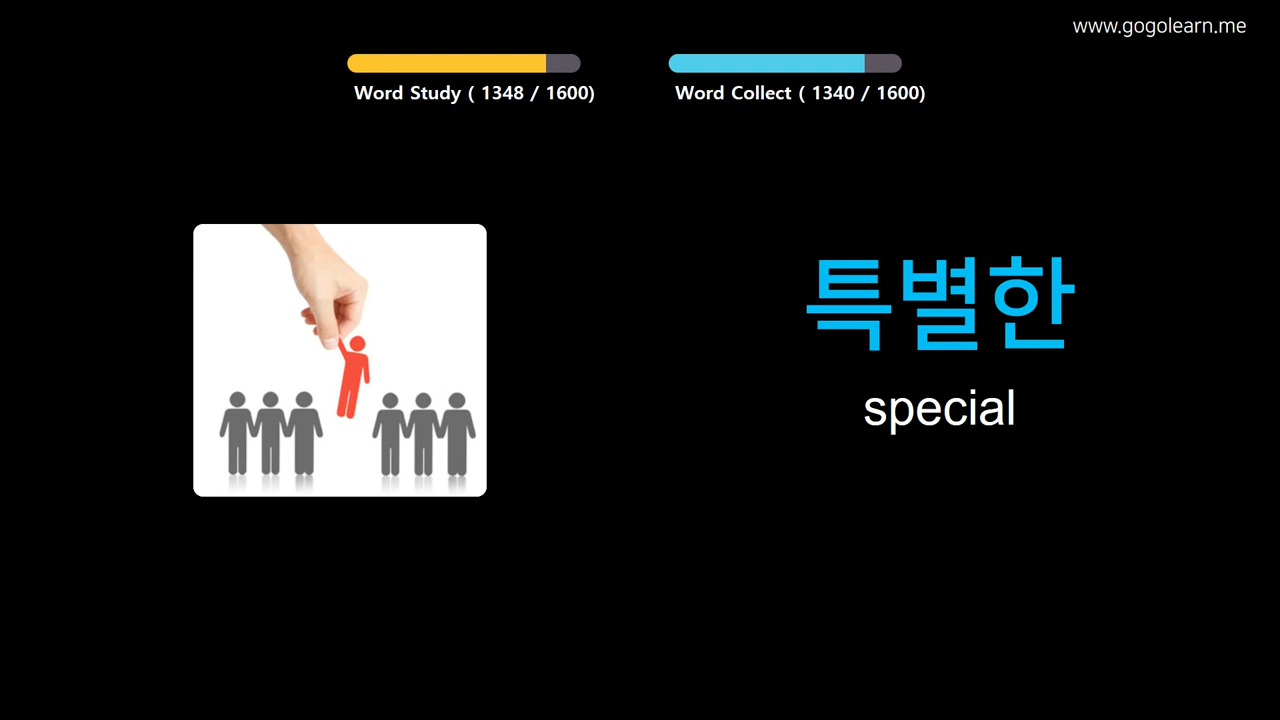 www.gogolearn.me
Word Study ( 1348 / 1600)
Word Collect ( 1340 / 1600)
특별한
special